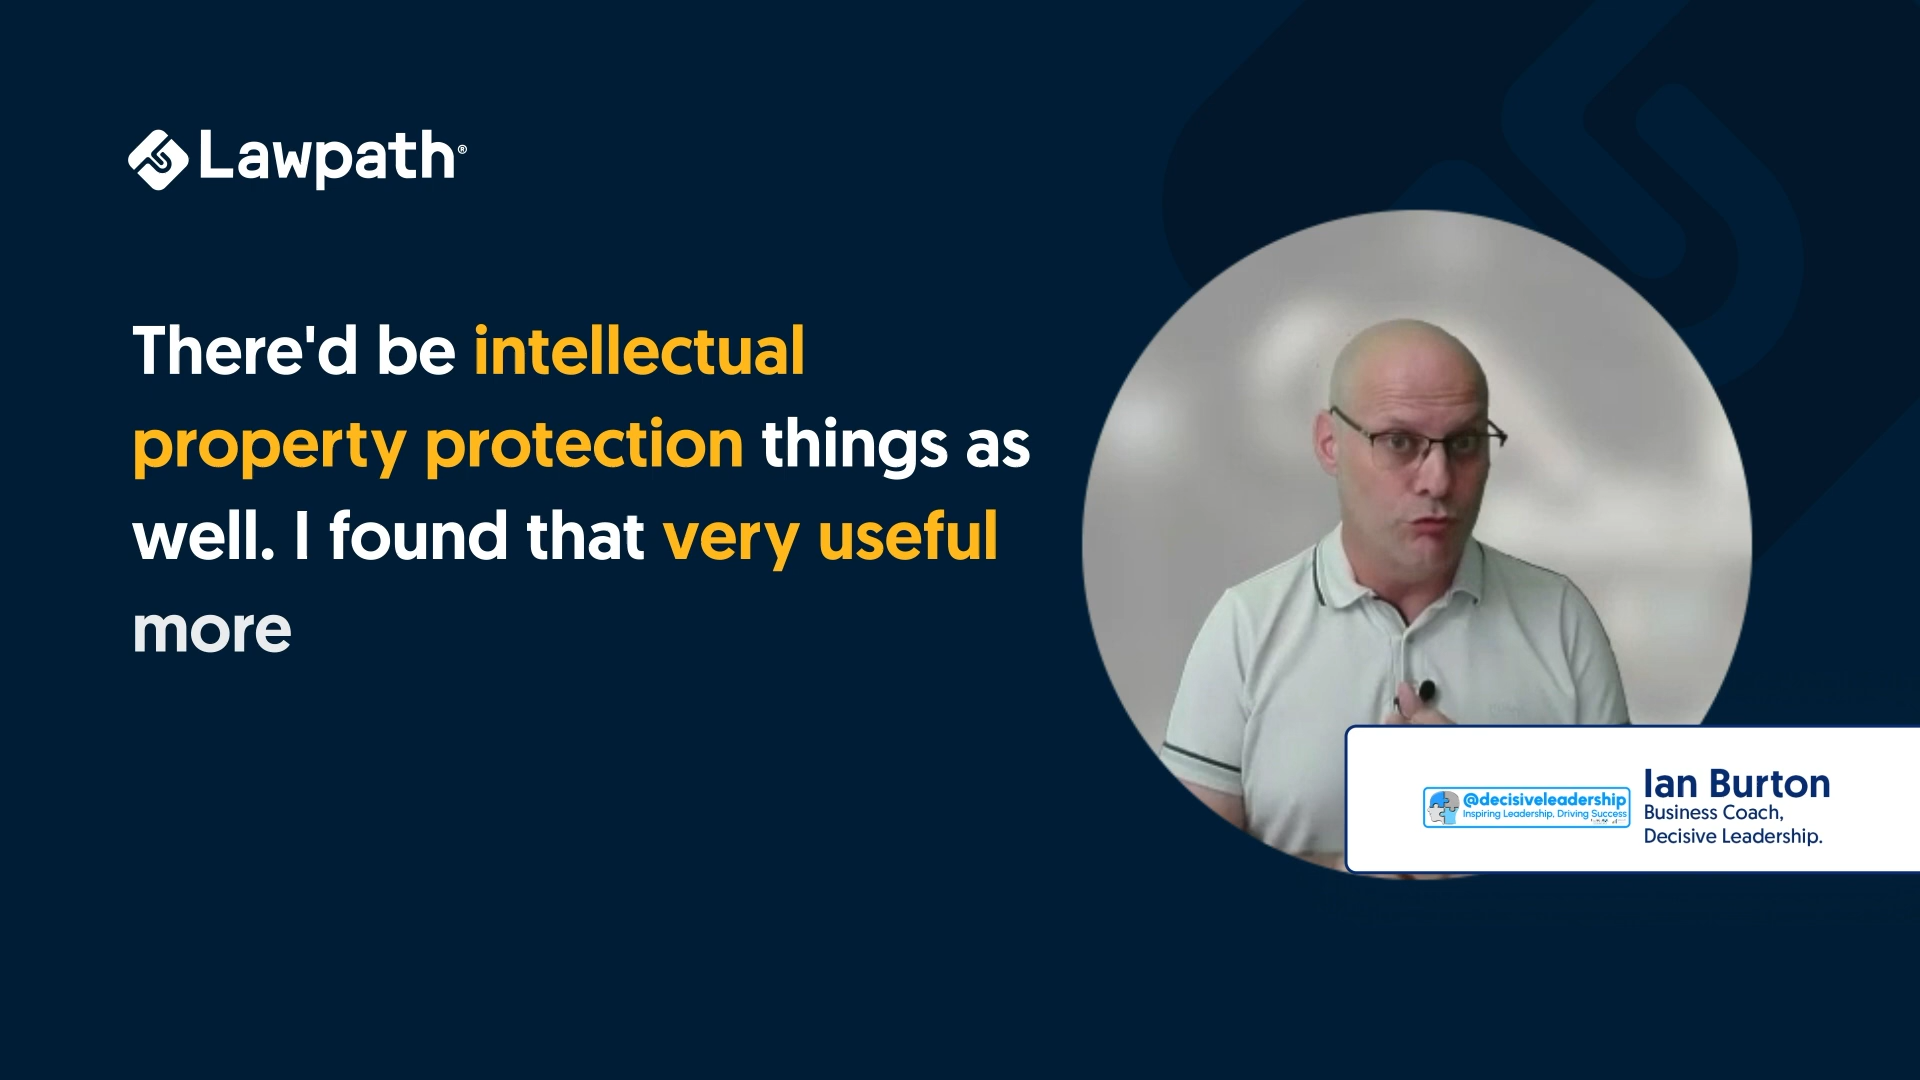 Lawpath®
There'd be intellectual
property protection things as
well. I found that very useful
more
@decisiveleadership
Inspiring Leadership, Driving Success
Ian Burton
Business Coach,
Decisive Leadership.